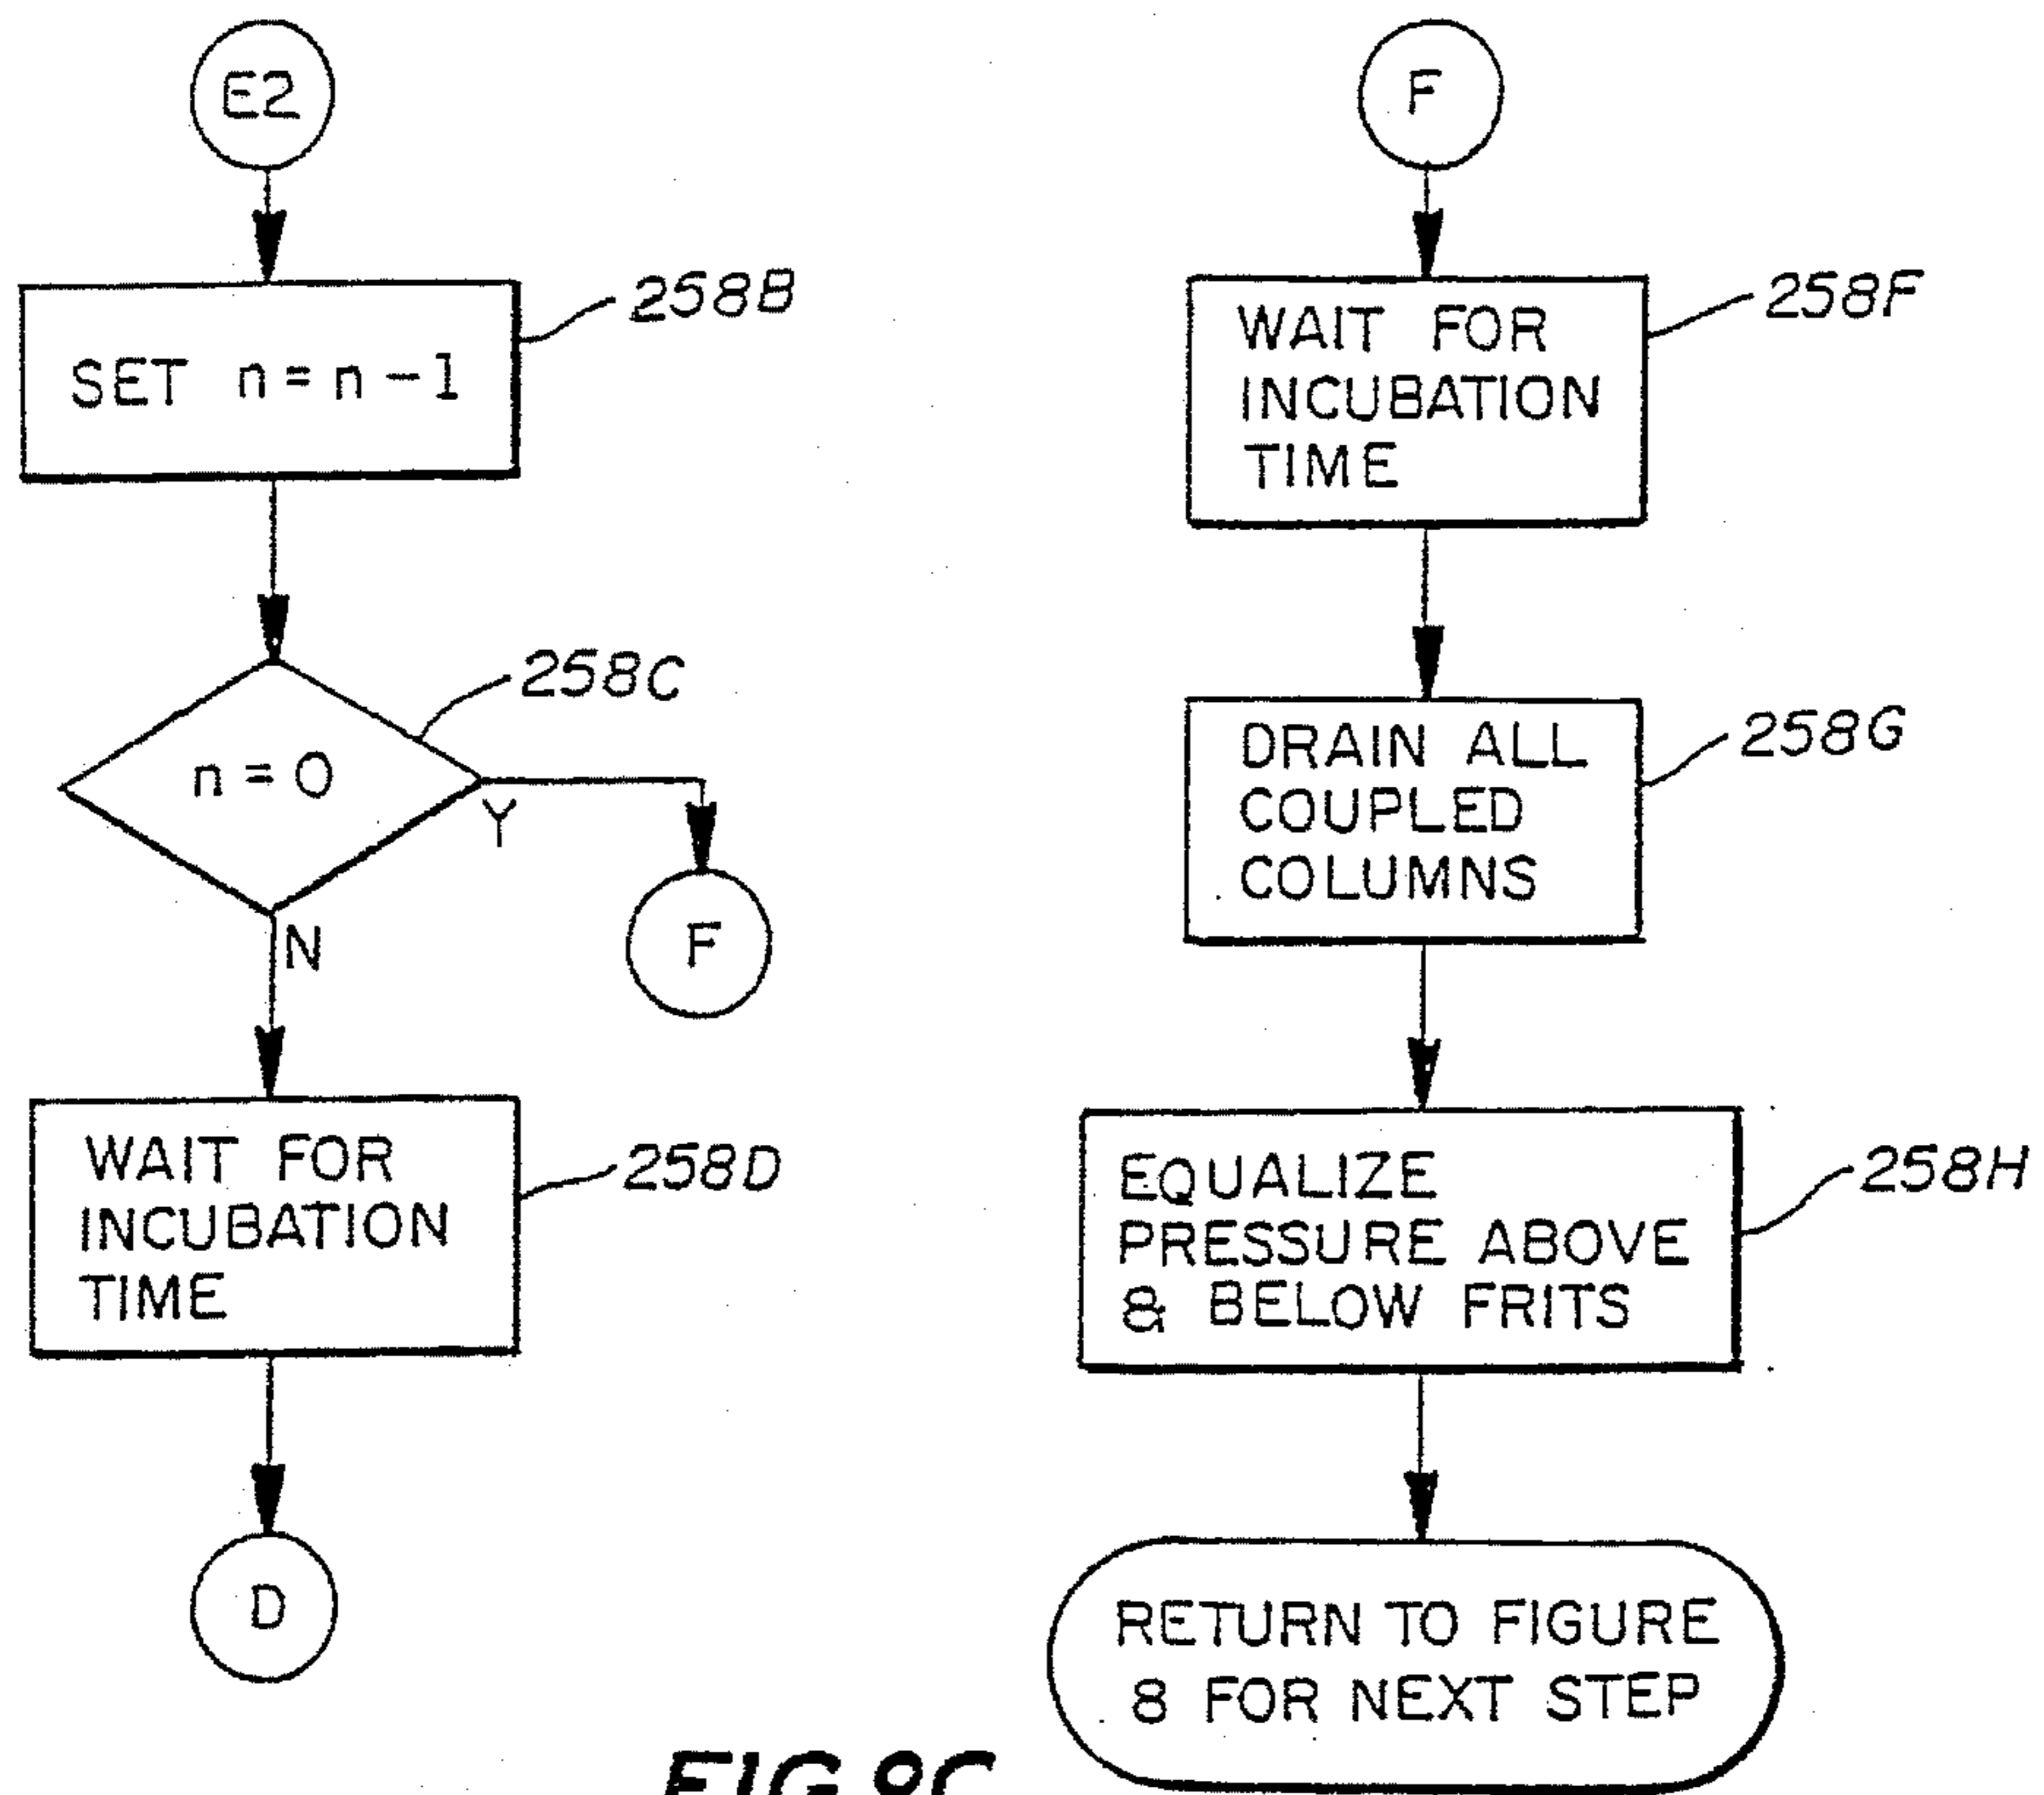 E2
SET n = n - 1
258B
n = 0
258C
Y
F
N
WAIT FOR
INCUBATION
TIME
258D
D
F
WAIT FOR
INCUBATION
TIME
258F
DRAIN ALL
COUPLED
COLUMNS
258G
EQUALIZE
PRESSURE ABOVE
& BELOW FRITS
258H
RETURN TO FIGURE
8 FOR NEXT STEP